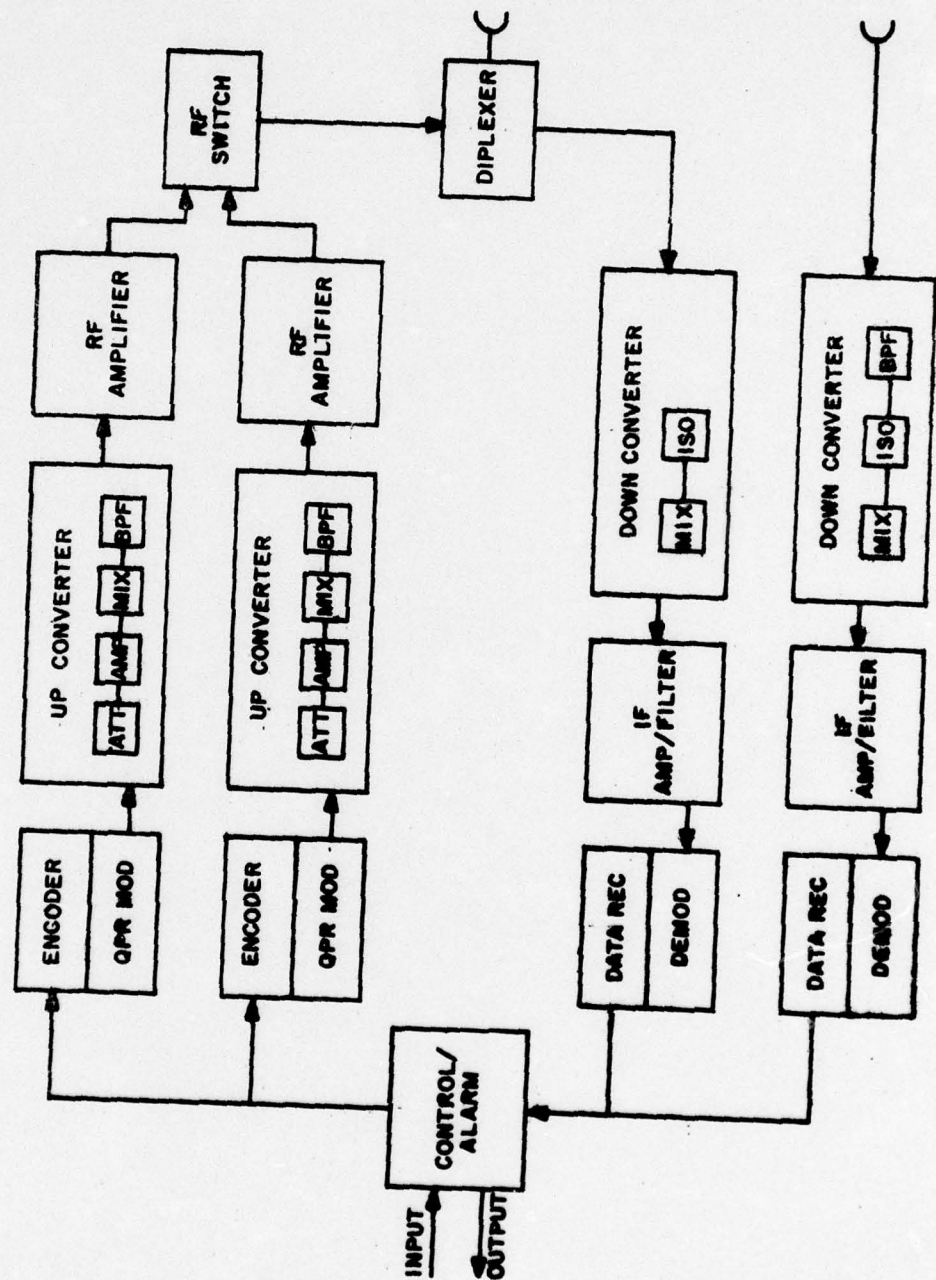 RF
SWITCH
DIPLEXER
RF
AMPLIFIER
RF
AMPLIFIER
UP CONVERTER
ATT
AMP
MIX
BPF
UP CONVERTER
ATT
AMP
MIX
BPF
DOWN CONVERTER
MIX
ISO
DOWN CONVERTER
MIX
ISO
BPF
IF
AMP/FILTER
IF
AMP/FILTER
ENCODER
QPR MOD
ENCODER
QPR MOD
DATA REC
DEMOD
DATA REC
DEMOD
CONTROL/
ALARM
INPUT
OUTPUT